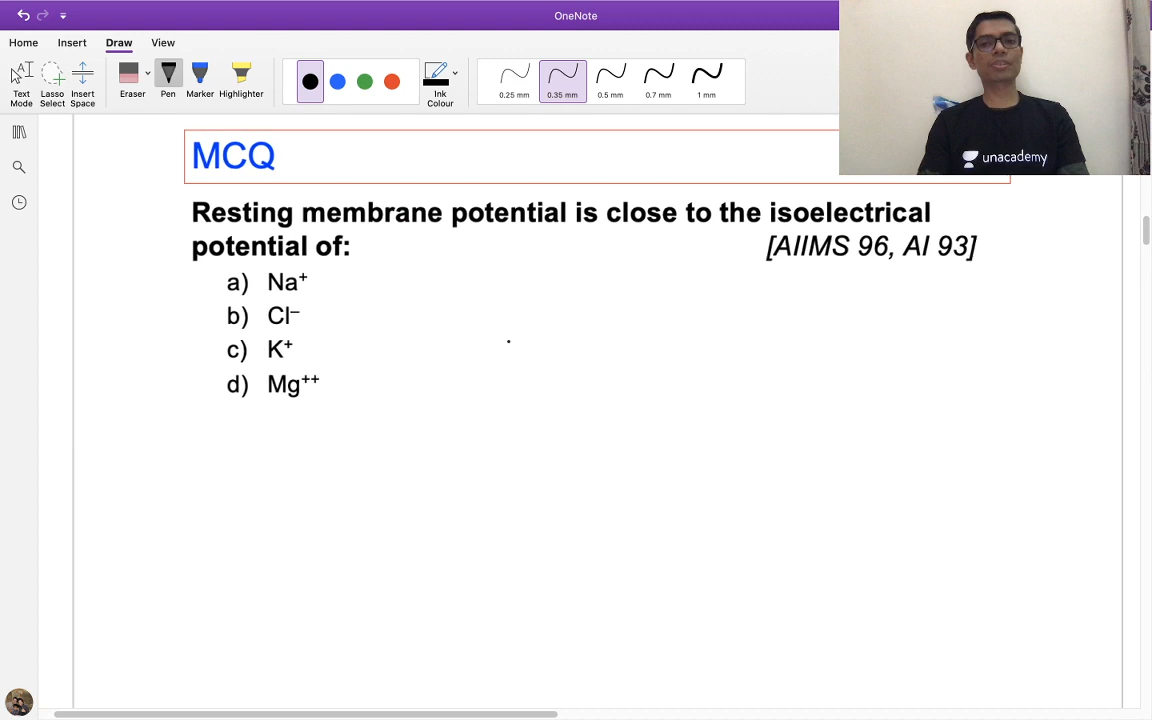 OneNote
Home Insert Draw View
Text Mode
Lasso Select
Insert Space
Eraser
Pen
Marker
Highlighter
Ink Colour
0.25 mm
0.35 mm
0.5 mm
0.7 mm
1 mm
unacademy
MCQ
Resting membrane potential is close to the isoelectrical
potential of: [AIIMS 96, AI 93]
a) Na⁺
b) Cl⁻
c) K⁺
d) Mg⁺⁺